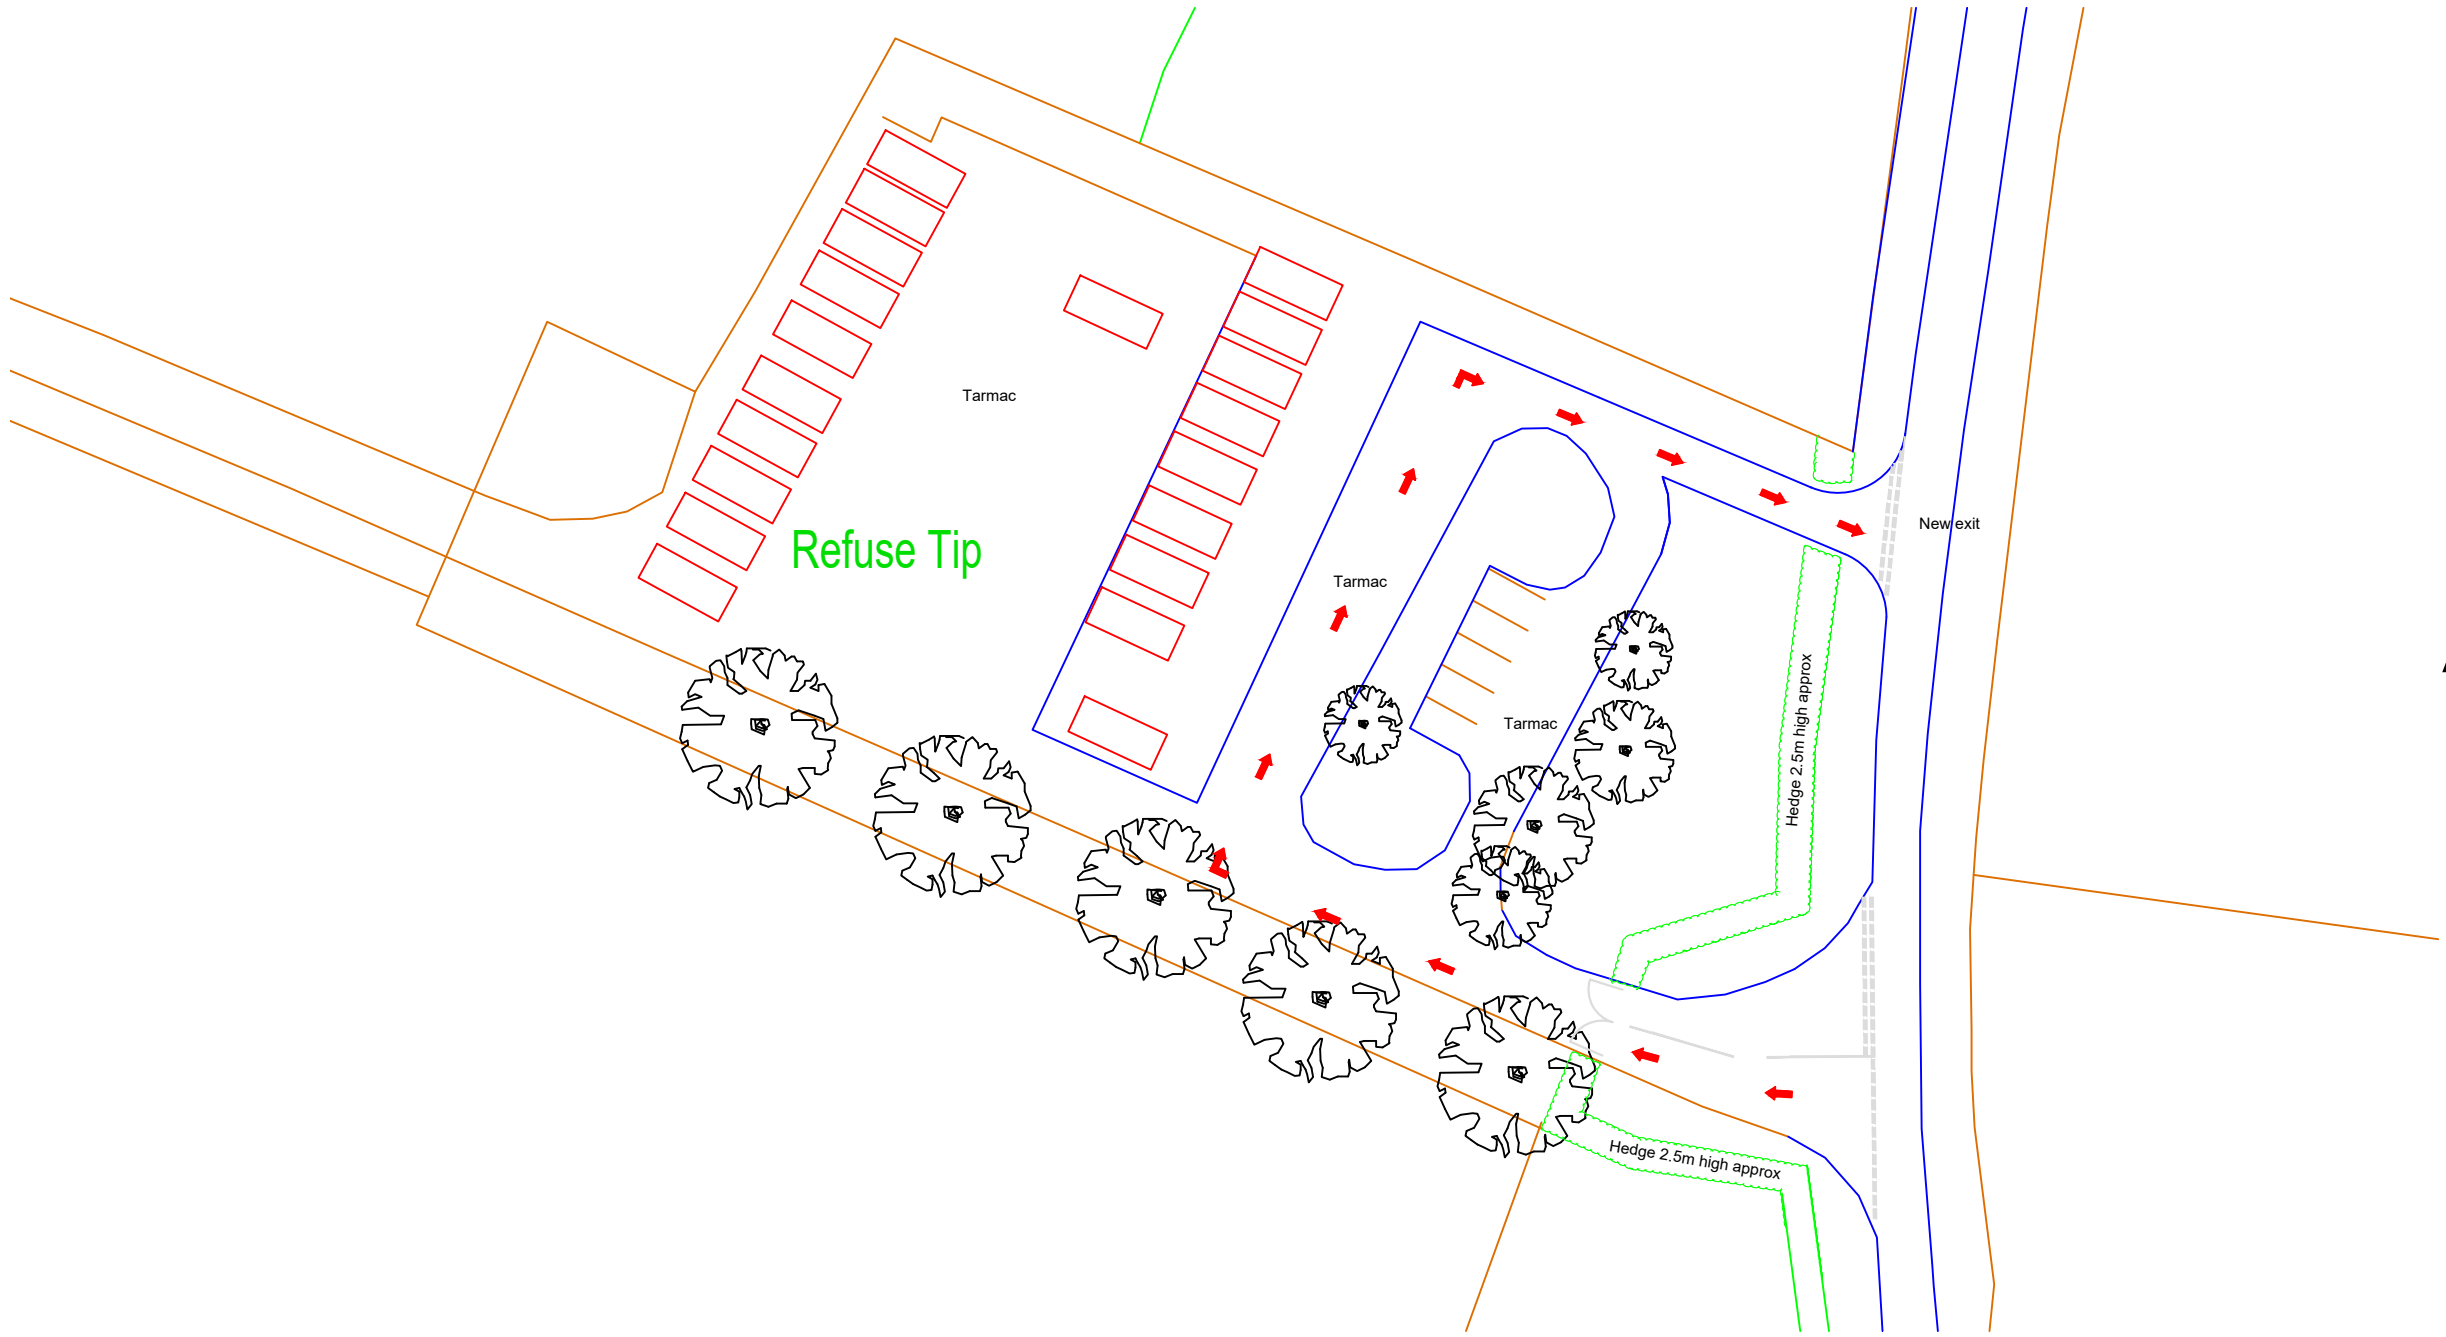 Tarmac
New exit
Refuse Tip
Tarmac
Hedge 2.5m high approx
Tarmac
Hedge 2.5m high approx